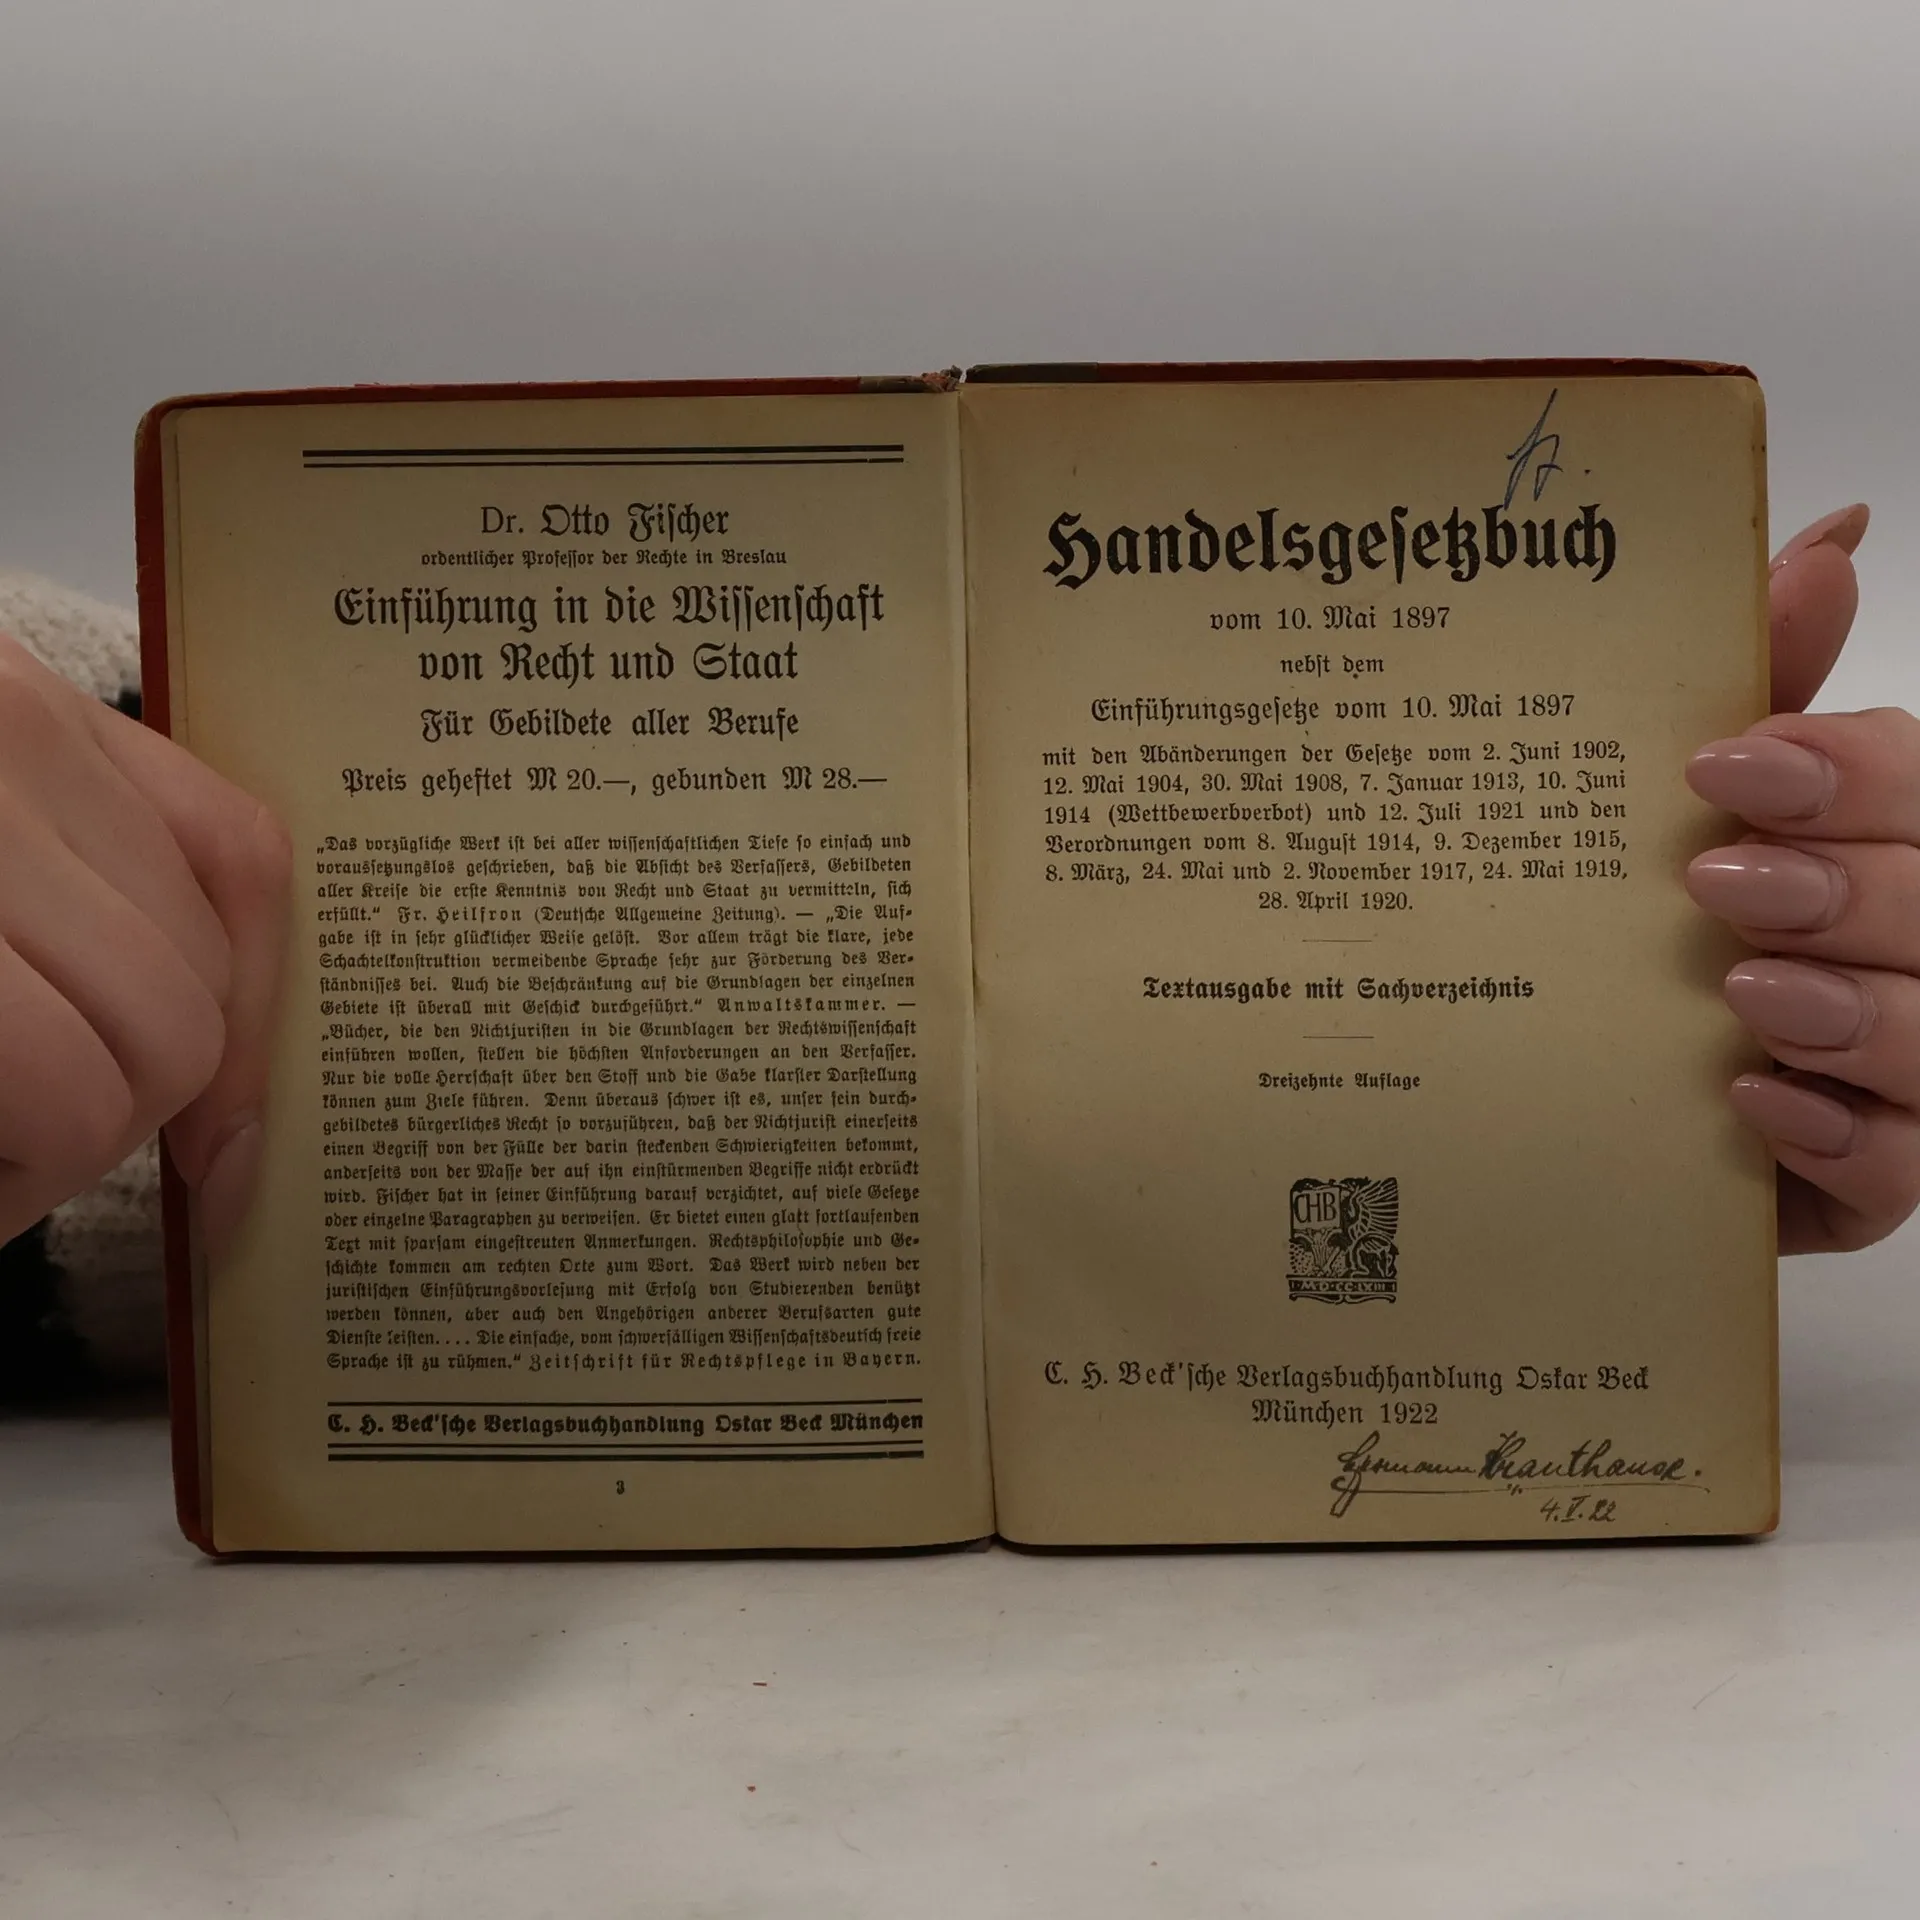 Dr. Otto Fischer
ordentlicher Professor der Rechte in Breslau
Einführung in die Wissenschaft
von Recht und Staat
Für Gebildete aller Berufe
Preis geheftet M 20.—, gebunden M 28.—
„Das vorzügliche Werk ist bei aller wissenschaftlichen Tiefe so einfach und
voraussetzungslos geschrieben, daß die Absicht des Verfassers, Gebildeten
aller Kreise die erste Kenntnis von Recht und Staat zu vermitteln, sich
erfüllt.“ Fr. Heilfron (Deutsche Allgemeine Zeitung). — „Die Auf-
gabe ist in sehr glücklicher Weise gelöst. Vor allem trägt die klare, jede
Schachtelkonstruktion vermeidende Sprache sehr zur Förderung des Ver-
ständnisses bei. Auch die Beschränkung auf die Grundlagen der einzelnen
Gebiete ist überall mit Geschick durchgeführt.“ Anwaltskammer. —
„Bücher, die den Nichtjuristen in die Grundlagen der Rechtswissenschaft
einführen wollen, stellen die höchsten Anforderungen an den Verfasser.
Nur die volle Herrschaft über den Stoff und die Gabe klarster Darstellung
können zum Ziele führen. Denn überaus schwer ist es, unser fein durch-
gebildetes bürgerliches Recht so vorzuführen, daß der Nichtjurist einerseits
einen Begriff von der Fülle der darin steckenden Schwierigkeiten bekommt,
anderseits von der Masse der auf ihn einstürmenden Begriffe nicht erdrückt
wird. Fischer hat in seiner Einführung darauf verzichtet, auf viele Gesetze
oder einzelne Paragraphen zu verweisen. Er bietet einen glatt fortlaufenden
Text mit sparsam eingestreuten Anmerkungen. Rechtsphilosophie und Ge-
schichte kommen am rechten Orte zum Wort. Das Werk wird neben der
juristischen Einführungsvorlesung mit Erfolg von Studierenden benützt
werden können, aber auch den Angehörigen anderer Berufsarten gute
Dienste leisten.... Die einfache, vom schwerfälligen Wissenschaftsdeutsch freie
Sprache ist zu rühmen.“ Zeitschrift für Rechtspflege in Bayern.
C. H. Beck'sche Verlagsbuchhandlung Oskar Beck München
3
Handelsgesetzbuch
vom 10. Mai 1897
nebst dem
Einführungsgesetze vom 10. Mai 1897
mit den Abänderungen der Gesetze vom 2. Juni 1902,
12. Mai 1904, 30. Mai 1908, 7. Januar 1913, 10. Juni
1914 (Wettbewerbverbot) und 12. Juli 1921 und den
Verordnungen vom 8. August 1914, 9. Dezember 1915,
8. März, 24. Mai und 2. November 1917, 24. Mai 1919,
28. April 1920.
Textausgabe mit Sachverzeichnis
Dreizehnte Auflage
CHB
MDCCLXIII
C. H. Beck'sche Verlagsbuchhandlung Oskar Beck
München 1922
Hermann
4. V. 22